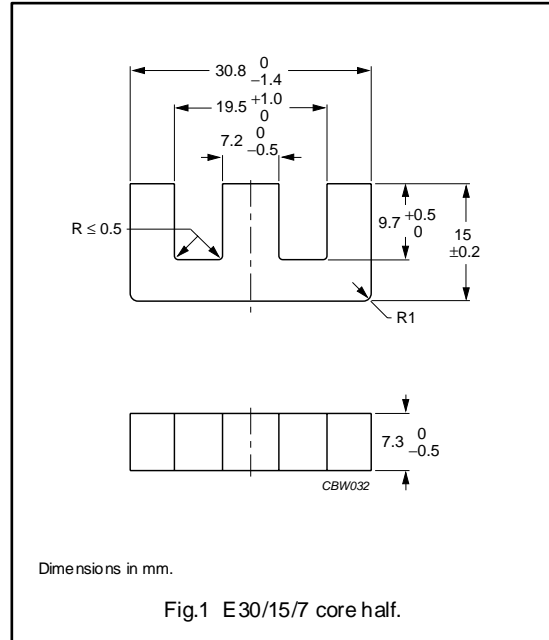 30.8 0 −1.4
19.5 +1.0 0
7.2 0 −0.5
R ≤ 0.5
9.7 +0.5 0
15 ±0.2
R1
7.3 0 −0.5
CBW032
Dimensions in mm.
Fig.1 E30/15/7 core half.